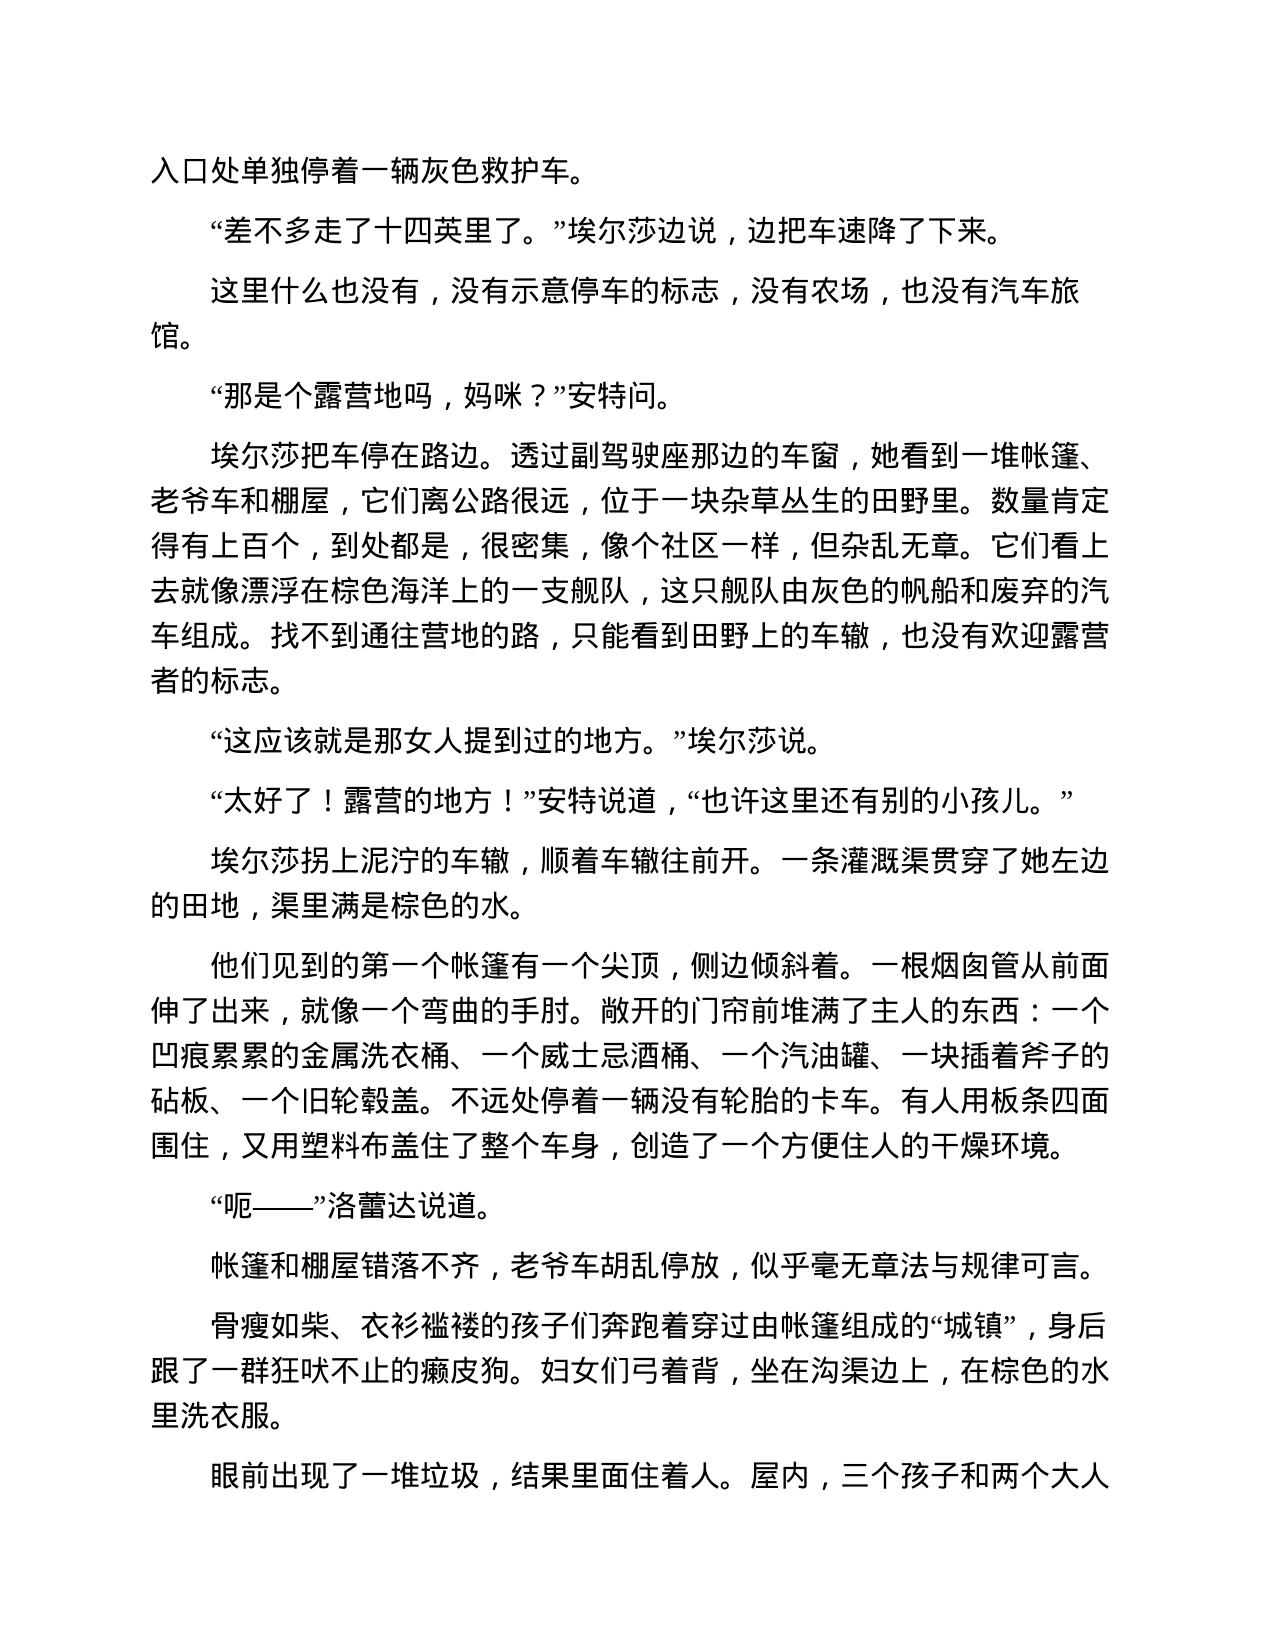 入口处单独停着一辆灰色救护车。
“差不多走了十四英里了。”埃尔莎边说，边把车速降了下来。
这里什么也没有，没有示意停车的标志，没有农场，也没有汽车旅
馆。
“那是个露营地吗，妈咪？”安特问。
埃尔莎把车停在路边。透过副驾驶座那边的车窗，她看到一堆帐篷、
老爷车和棚屋，它们离公路很远，位于一块杂草丛生的田野里。数量肯定
得有上百个，到处都是，很密集，像个社区一样，但杂乱无章。它们看上
去就像漂浮在棕色海洋上的一支舰队，这只舰队由灰色的帆船和废弃的汽
车组成。找不到通往营地的路，只能看到田野上的车辙，也没有欢迎露营
者的标志。
“这应该就是那女人提到过的地方。”埃尔莎说。
“太好了！露营的地方！”安特说道，“也许这里还有别的小孩儿。”
埃尔莎拐上泥泞的车辙，顺着车辙往前开。一条灌溉渠贯穿了她左边
的田地，渠里满是棕色的水。
他们见到的第一个帐篷有一个尖顶，侧边倾斜着。一根烟囱管从前面
伸了出来，就像一个弯曲的手肘。敞开的门帘前堆满了主人的东西：一个
凹痕累累的金属洗衣桶、一个威士忌酒桶、一个汽油罐、一块插着斧子的
砧板、一个旧轮毂盖。不远处停着一辆没有轮胎的卡车。有人用板条四面
围住，又用塑料布盖住了整个车身，创造了一个方便住人的干燥环境。
“呃——”洛蕾达说道。
帐篷和棚屋错落不齐，老爷车胡乱停放，似乎毫无章法与规律可言。
骨瘦如柴、衣衫褴褛的孩子们奔跑着穿过由帐篷组成的“城镇”，身后
跟了一群狂吠不止的癞皮狗。妇女们弓着背，坐在沟渠边上，在棕色的水
里洗衣服。
眼前出现了一堆垃圾，结果里面住着人。屋内，三个孩子和两个大人